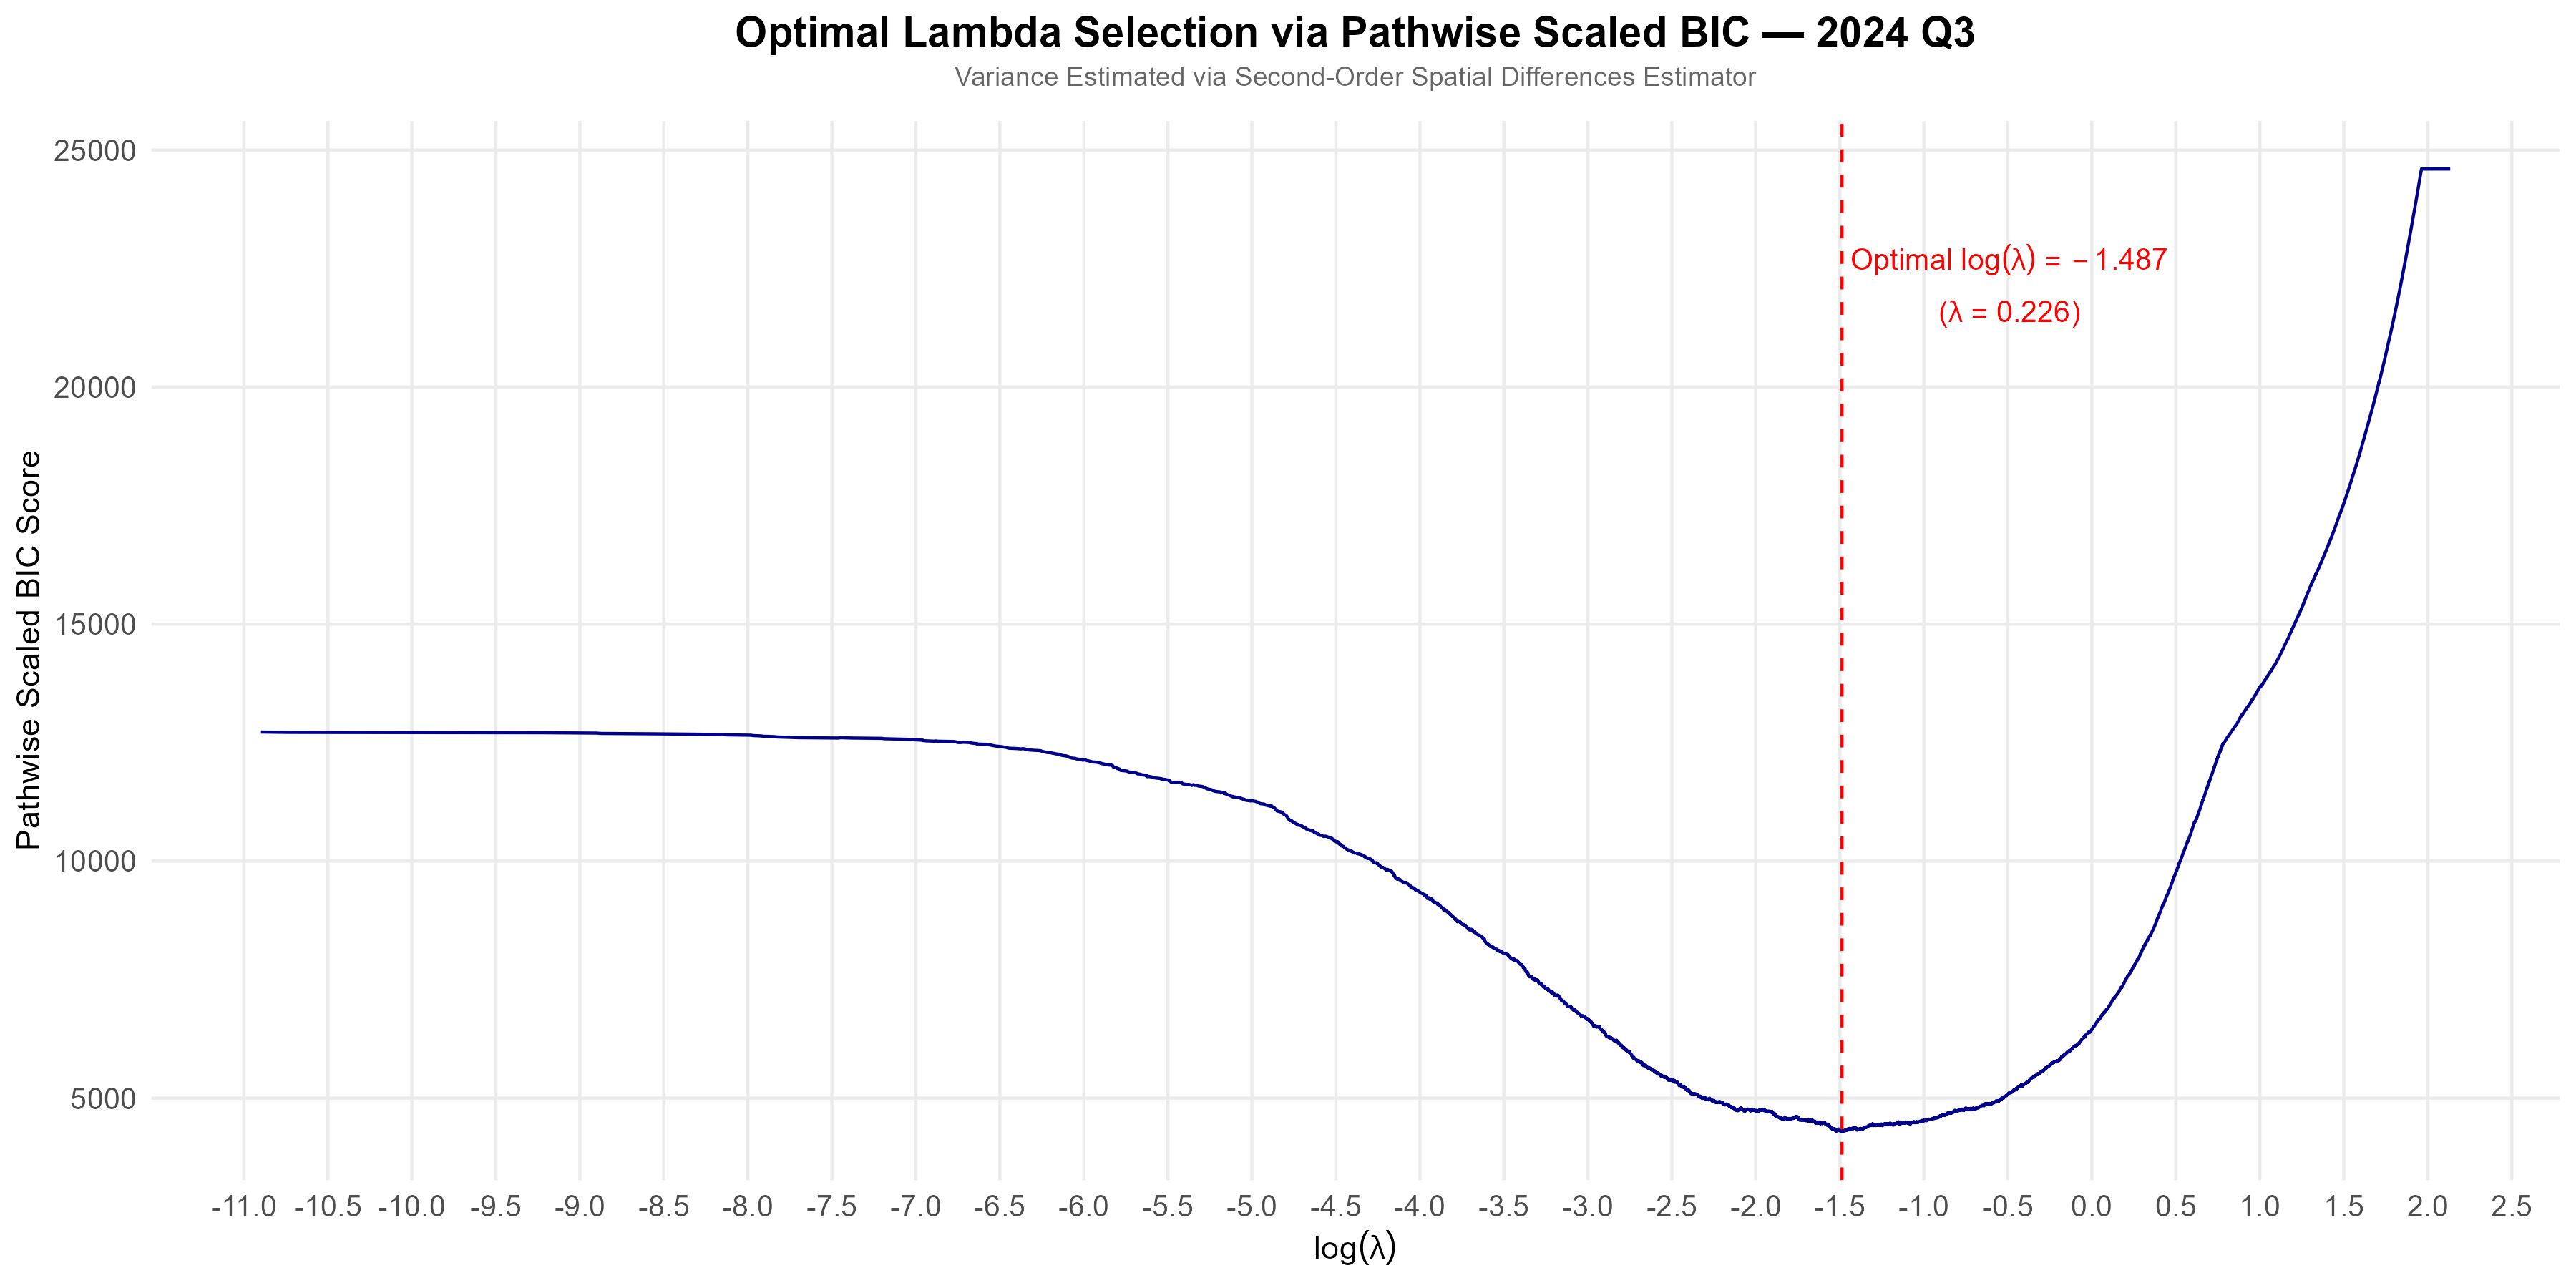 Optimal Lambda Selection via Pathwise Scaled BIC — 2024 Q3
Variance Estimated via Second-Order Spatial Differences Estimator
Pathwise Scaled BIC Score
25000
20000
15000
10000
5000
Optimal log(λ) = − 1.487
(λ = 0.226)
-11.0 -10.5 -10.0 -9.5 -9.0 -8.5 -8.0 -7.5 -7.0 -6.5 -6.0 -5.5 -5.0 -4.5 -4.0 -3.5 -3.0 -2.5 -2.0 -1.5 -1.0 -0.5 0.0 0.5 1.0 1.5 2.0 2.5
log(λ)